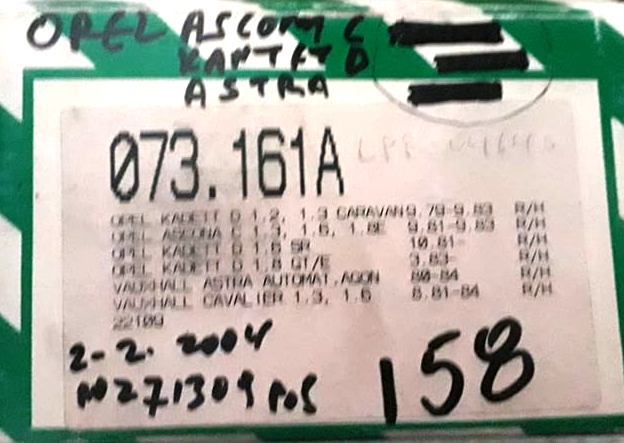 OPEL ASCONA C
KADETT D
ASTRA
073.161A
OPEL KADETT D 1.2, 1.3 CARAVAN 9.79-9.83 R/H
OPEL ASCONA C 1.3, 1.6, 1.8E 9.81-9.83 R/H
OPEL KADETT D 1.6 SR 10.81- R/H
OPEL KADETT D 1.8 GT/E 3.83- R/H
VAUXHALL ASTRA AUTOMAT.AGON 80-84 R/H
VAUXHALL CAVALIER 1.3, 1.6 8.81-84 R/H
22109
2-2. 2004
158